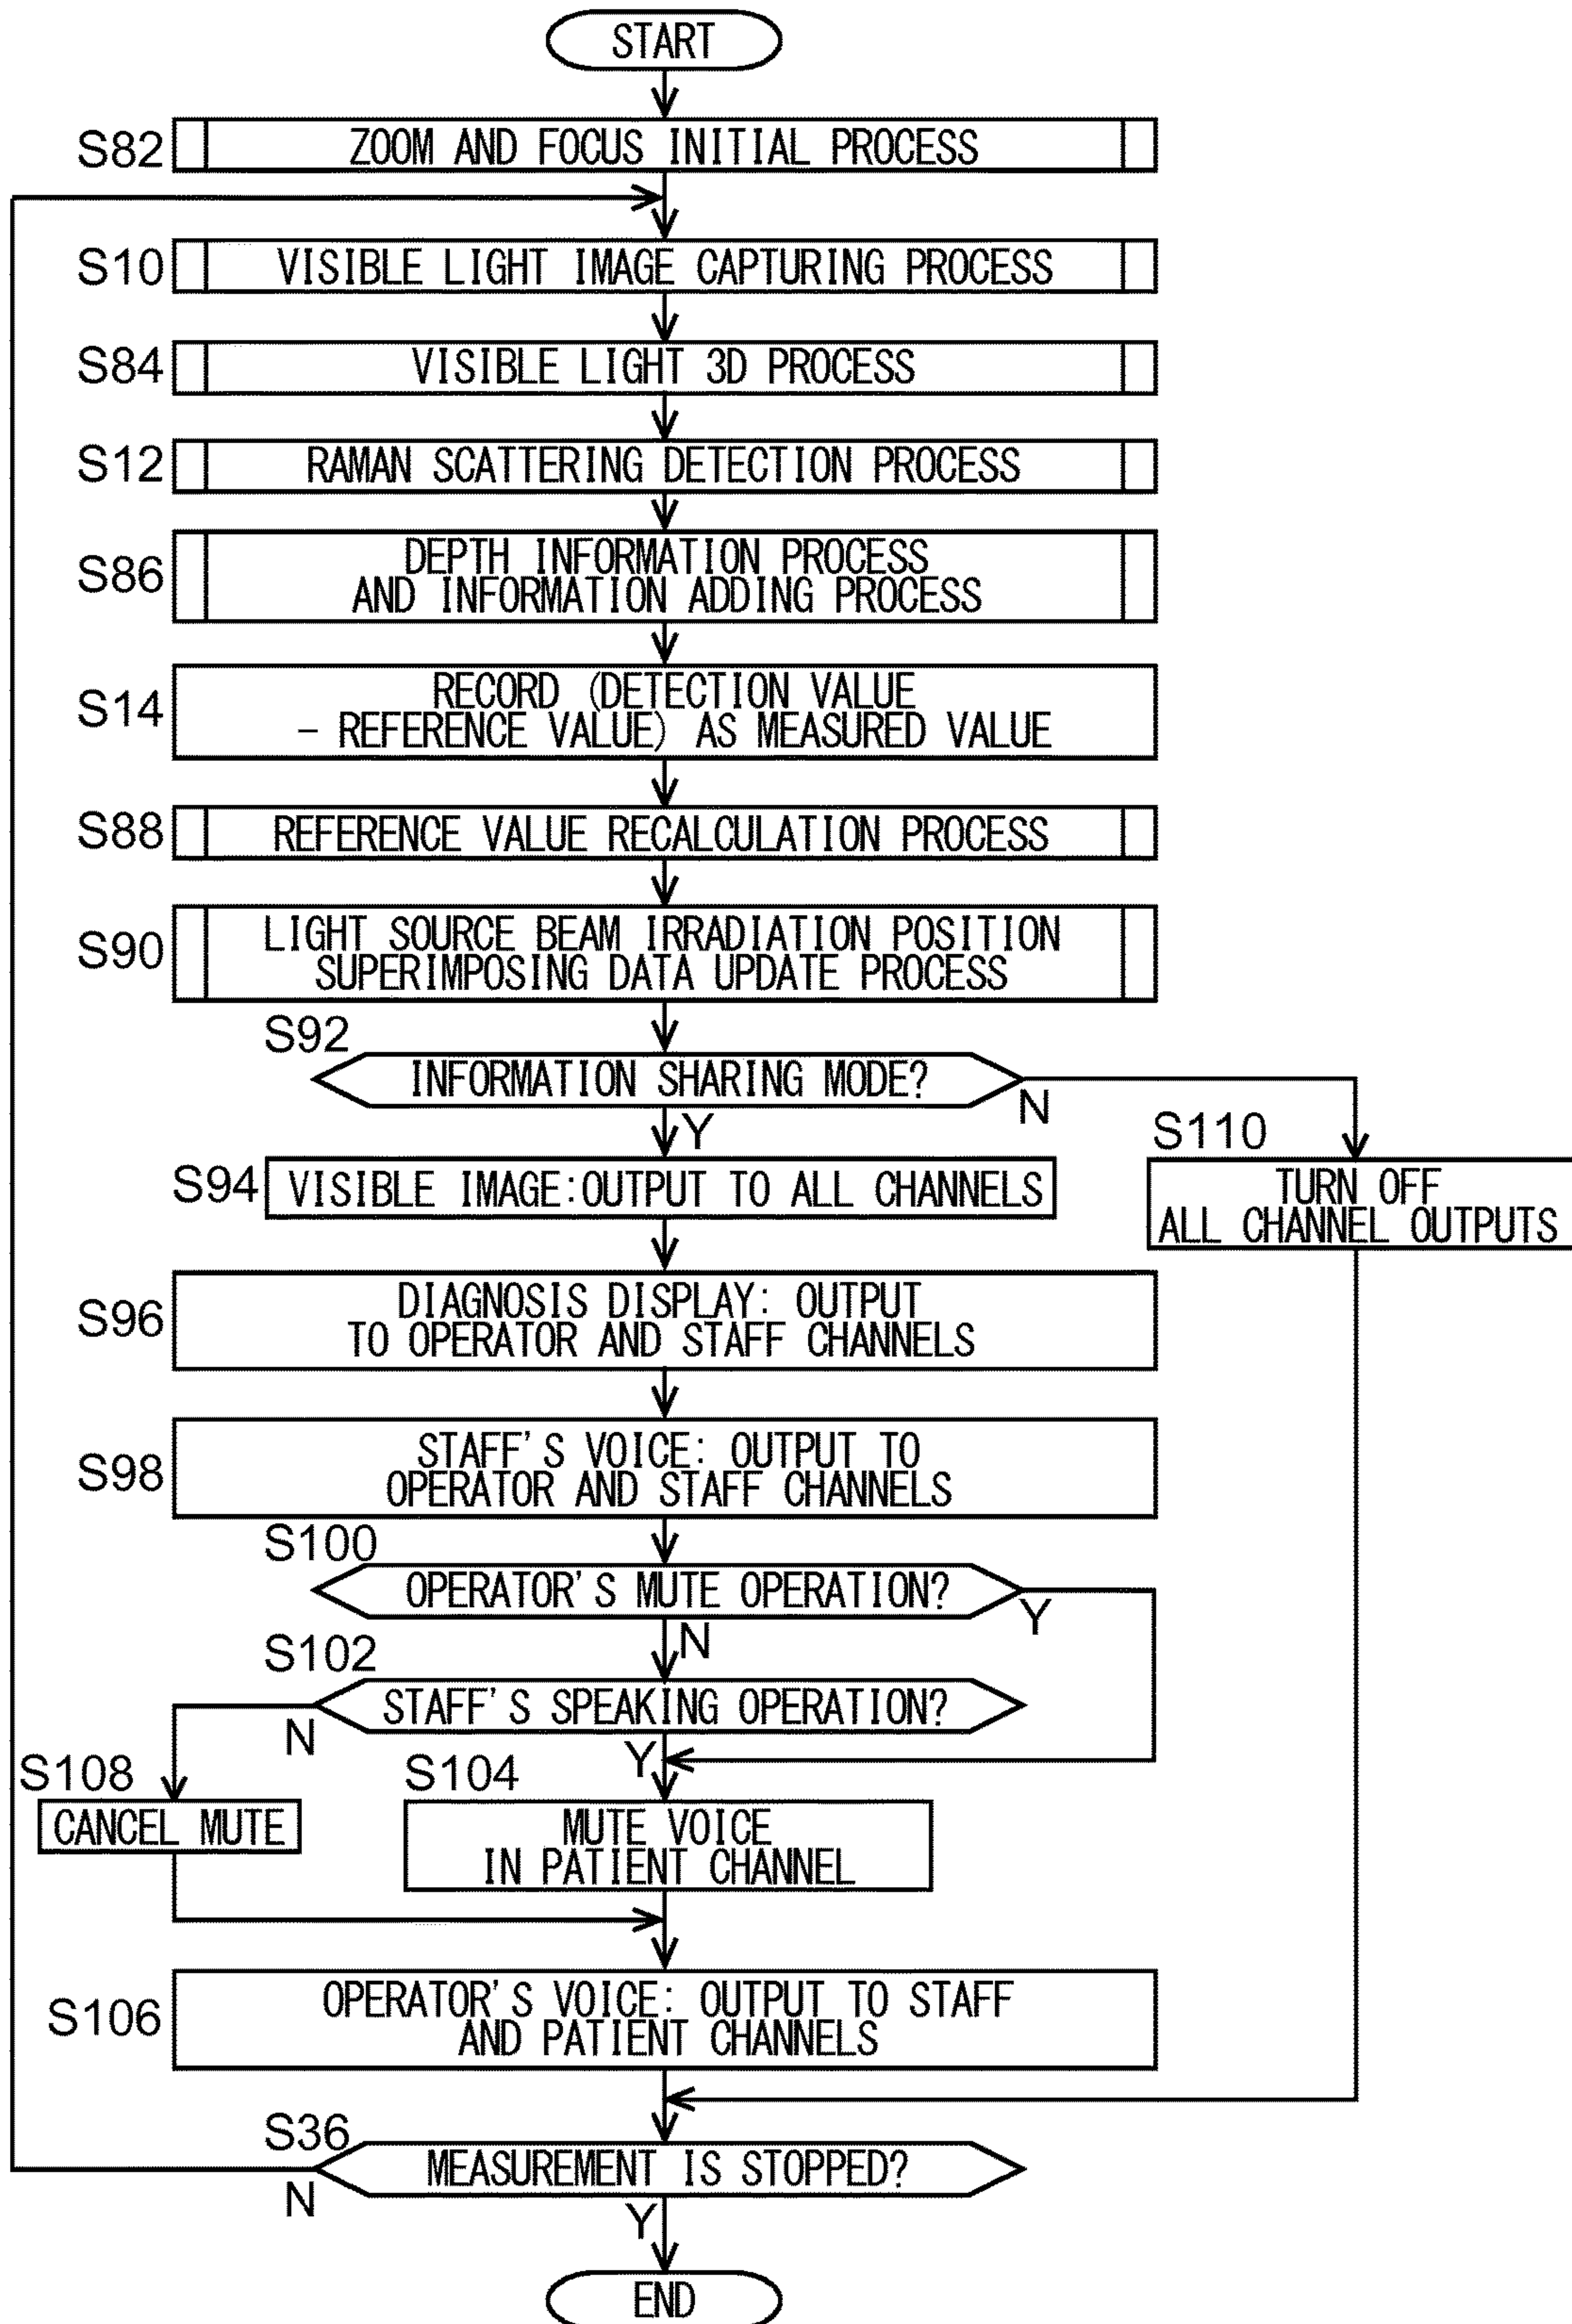 START
S82
ZOOM AND FOCUS INITIAL PROCESS
S10
VISIBLE LIGHT IMAGE CAPTURING PROCESS
S84
VISIBLE LIGHT 3D PROCESS
S12
RAMAN SCATTERING DETECTION PROCESS
S86
DEPTH INFORMATION PROCESS
AND INFORMATION ADDING PROCESS
S14
RECORD (DETECTION VALUE
- REFERENCE VALUE) AS MEASURED VALUE
S88
REFERENCE VALUE RECALCULATION PROCESS
S90
LIGHT SOURCE BEAM IRRADIATION POSITION
SUPERIMPOSING DATA UPDATE PROCESS
S92
INFORMATION SHARING MODE?
N
Y
S110
TURN OFF
ALL CHANNEL OUTPUTS
S94
VISIBLE IMAGE:OUTPUT TO ALL CHANNELS
S96
DIAGNOSIS DISPLAY: OUTPUT
TO OPERATOR AND STAFF CHANNELS
S98
STAFF'S VOICE: OUTPUT TO
OPERATOR AND STAFF CHANNELS
S100
OPERATOR'S MUTE OPERATION?
Y
N
S102
STAFF'S SPEAKING OPERATION?
N
Y
S108
CANCEL MUTE
S104
MUTE VOICE
IN PATIENT CHANNEL
S106
OPERATOR'S VOICE: OUTPUT TO STAFF
AND PATIENT CHANNELS
S36
MEASUREMENT IS STOPPED?
N
Y
END